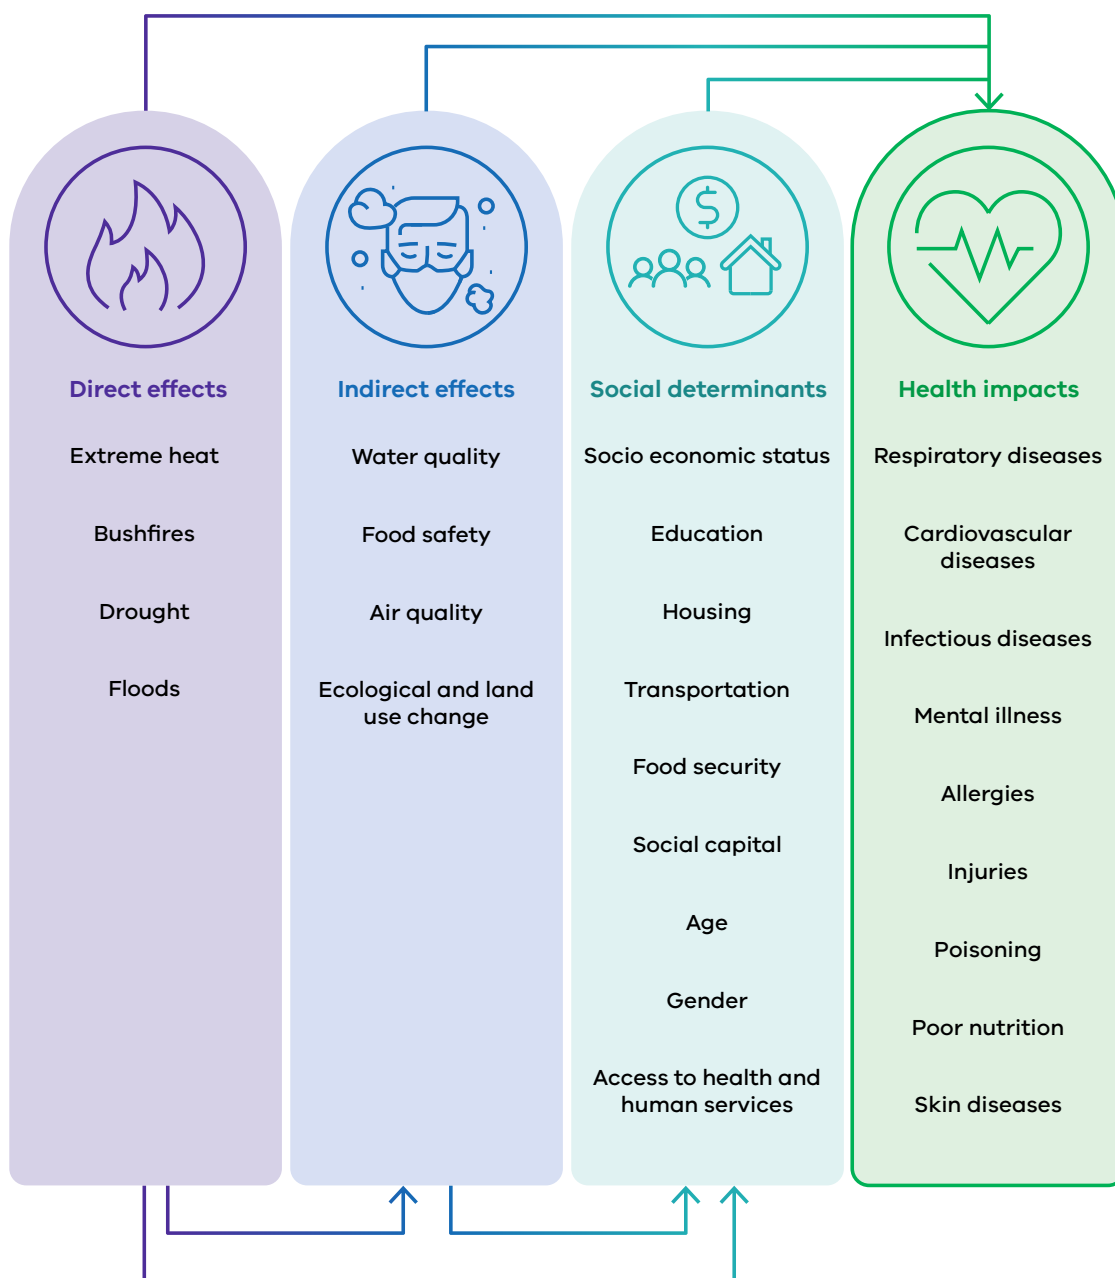 Direct effects
Extreme heat
Bushfires
Drought
Floods
Indirect effects
Water quality
Food safety
Air quality
Ecological and land
use change
Social determinants
Socio economic status
Education
Housing
Transportation
Food security
Social capital
Age
Gender
Access to health and
human services
Health impacts
Respiratory diseases
Cardiovascular
diseases
Infectious diseases
Mental illness
Allergies
Injuries
Poisoning
Poor nutrition
Skin diseases